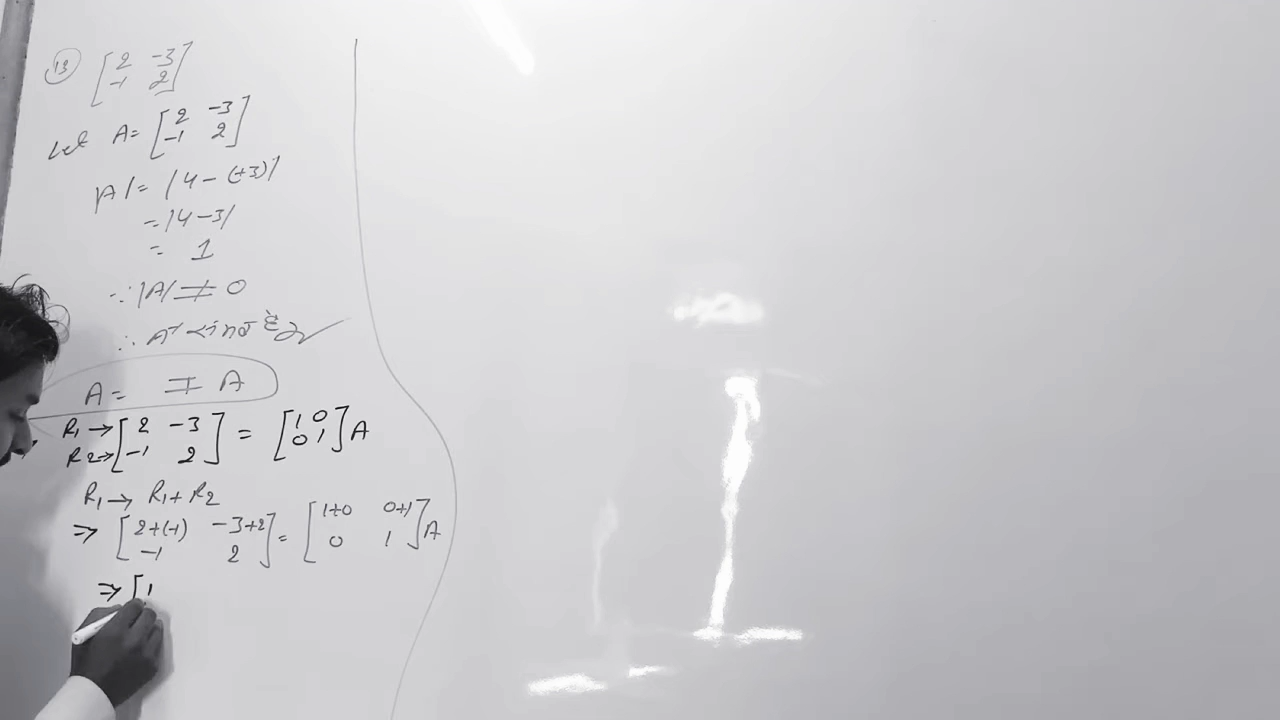 13 [2 -3
-1 2]
Let A = [2 -3
-1 2]
|A| = |4 - (+3)|
= |4 - 3|
= 1
∵ |A| ≠ 0
∴ A⁻¹
A = I A
R1 → [2 -3] = [1 0
R2 → -1 2] 0 1] A
R1 → R1 + R2
⇒ [2+(-1) -3+2] = [1+0 0+1
-1 2] 0 1] A
⇒ [1